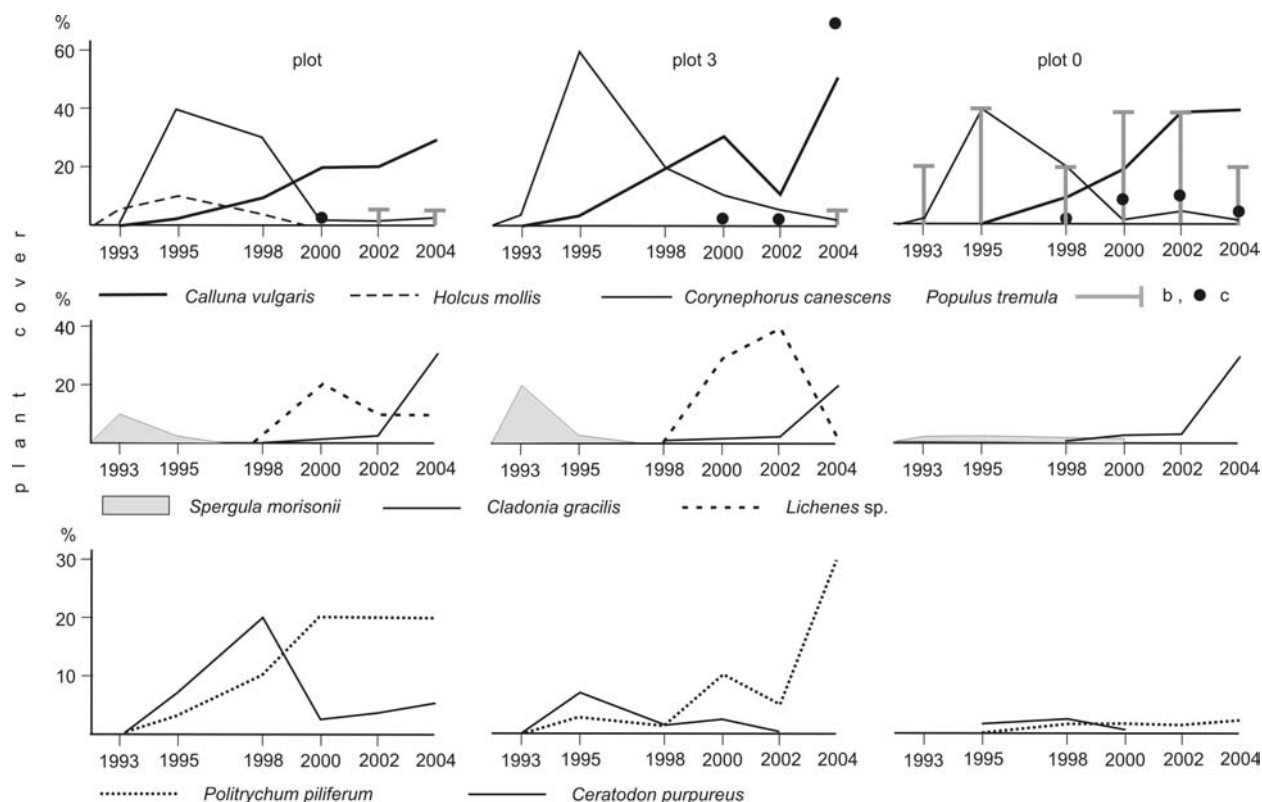 %
60
40
20
plot
plot 3
plot 0
1993 1995 1998 2000 2002 2004 1993 1995 1998 2000 2002 2004 1993 1995 1998 2000 2002 2004
Calluna vulgaris Holcus mollis Corynephorus canescens Populus tremula b , c
plant cover
%
40
20
1993 1995 1998 2000 2002 2004 1993 1995 1998 2000 2002 2004 1993 1995 1998 2000 2002 2004
Spergula morisonii Cladonia gracilis Lichenes sp.
%
30
20
10
1993 1995 1998 2000 2002 2004 1993 1995 1998 2000 2002 2004 1993 1995 1998 2000 2002 2004
Politrychum piliferum Ceratodon purpureus